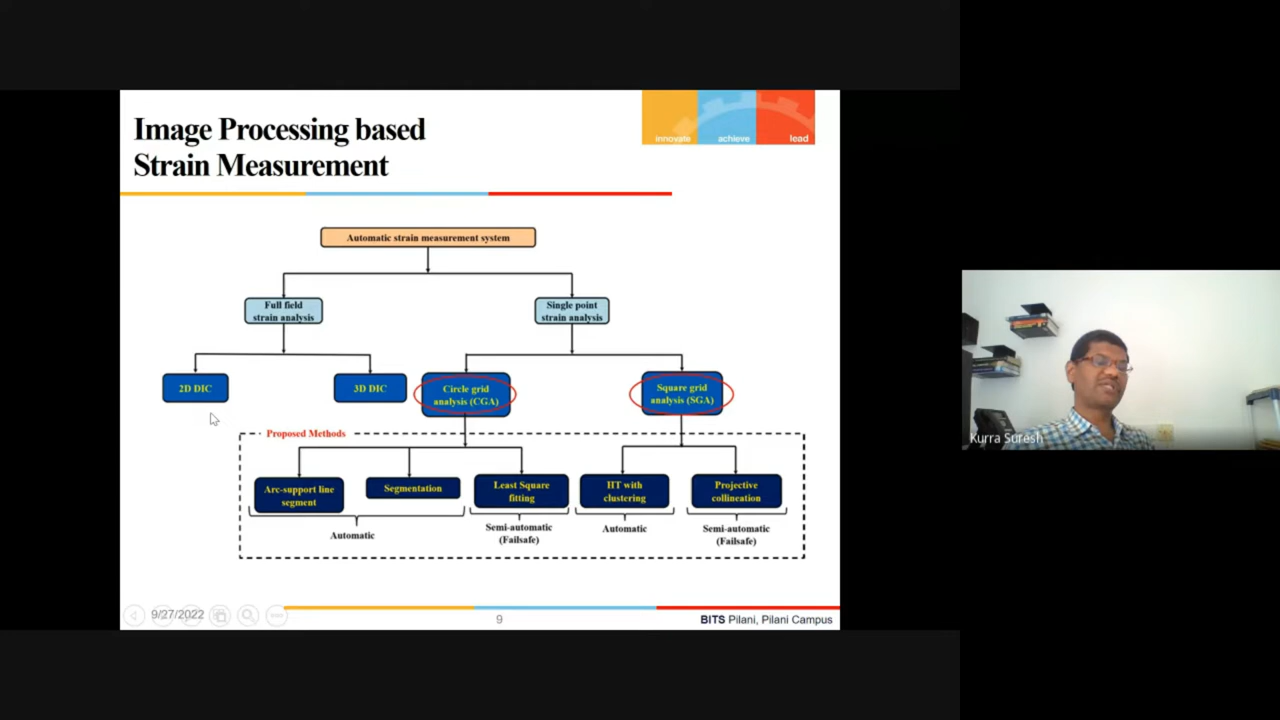 Image Processing based
Strain Measurement
innovate
achieve
lead
Automatic strain measurement system
Full field
strain analysis
Single point
strain analysis
2D DIC
3D DIC
Circle grid
analysis (CGA)
Square grid
analysis (SGA)
Proposed Methods
Arc-support line
segment
Segmentation
Least Square
fitting
HT with
clustering
Projective
collineation
Automatic
Semi-automatic
(Failsafe)
Automatic
Semi-automatic
(Failsafe)
9/27/2022
9
BITS Pilani, Pilani Campus
Kurra Suresh